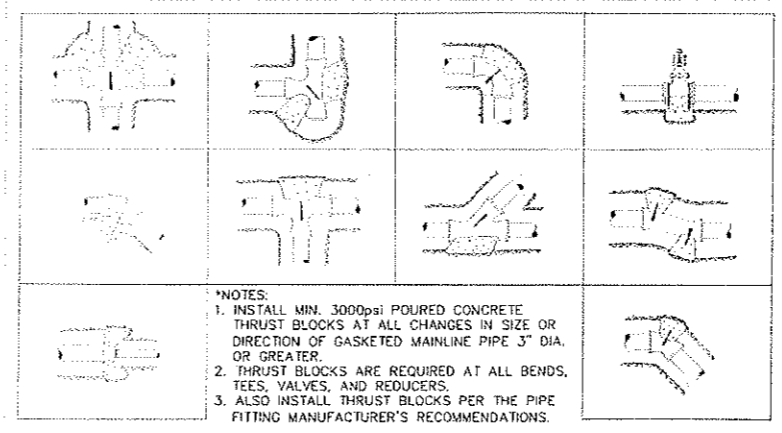 *NOTES:
1. INSTALL MIN. 3000psi POURED CONCRETE
THRUST BLOCKS AT ALL CHANGES IN SIZE OR
DIRECTION OF GASKETED MAINLINE PIPE 3" DIA.
OR GREATER.
2. THRUST BLOCKS ARE REQUIRED AT ALL BENDS,
TEES, VALVES, AND REDUCERS.
3. ALSO INSTALL THRUST BLOCKS PER THE PIPE
FITTING MANUFACTURER'S RECOMMENDATIONS.